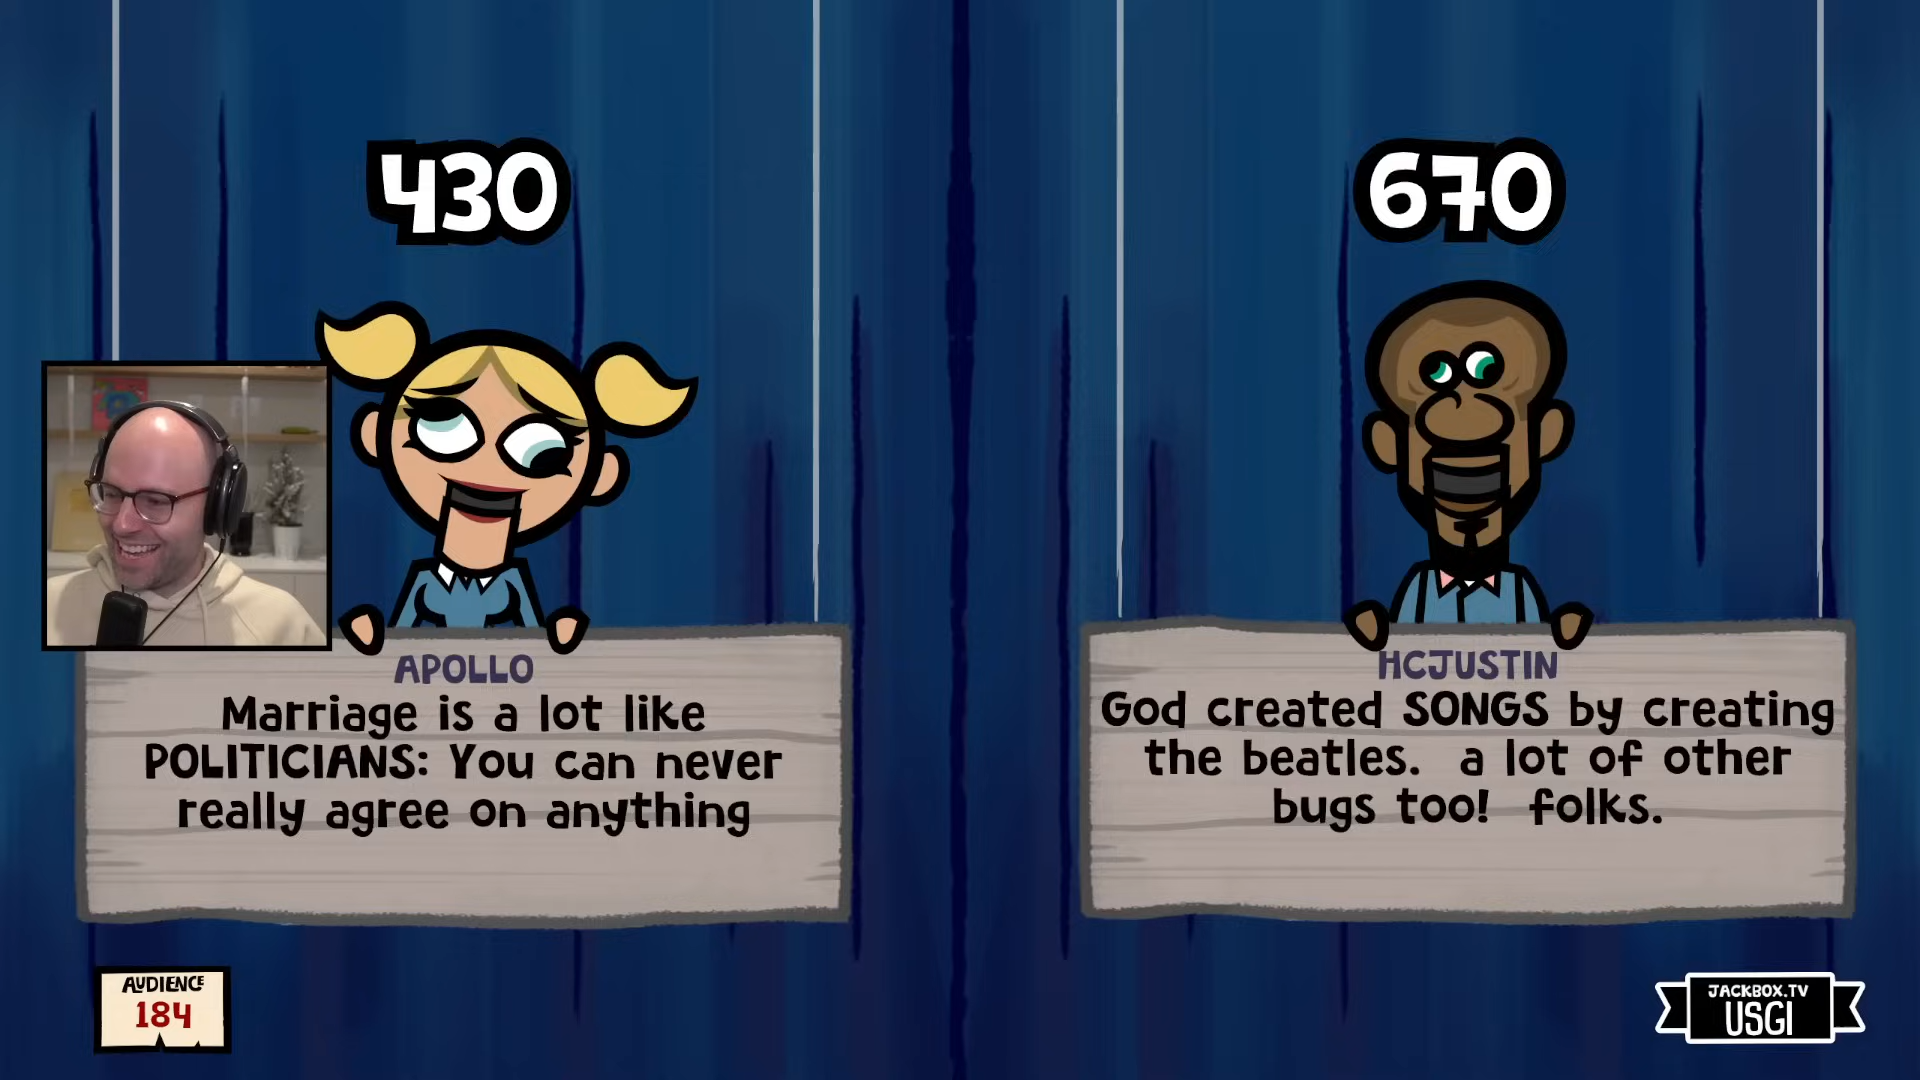 430
670
APOLLO
Marriage is a lot like
POLITICIANS: You can never
really agree on anything
HCJUSTIN
God created SONGS by creating
the beatles. a lot of other
bugs too! folks.
AUDIENCE
184
JACKBOX.TV
USGI